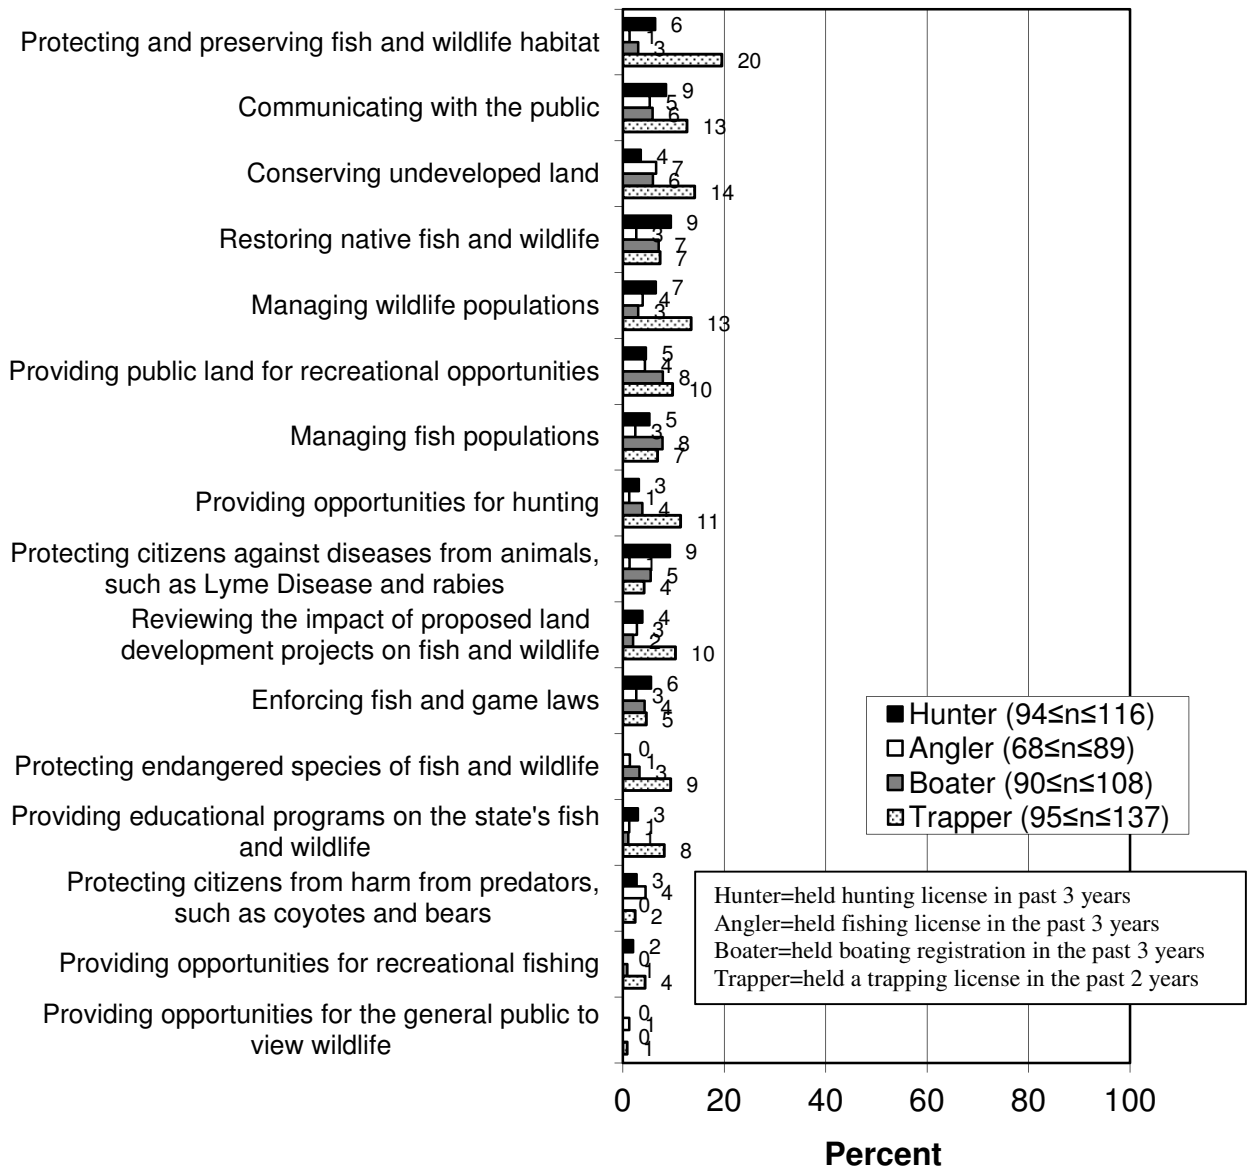 Protecting and preserving fish and wildlife habitat
6
1
3
20
Communicating with the public
9
5
6
13
Conserving undeveloped land
4
7
6
14
Restoring native fish and wildlife
9
3
7
7
Managing wildlife populations
7
4
3
13
Providing public land for recreational opportunities
5
4
8
10
Managing fish populations
5
3
8
7
Providing opportunities for hunting
3
1
4
11
Protecting citizens against diseases from animals,
such as Lyme Disease and rabies
9
1
5
4
Reviewing the impact of proposed land
development projects on fish and wildlife
4
3
2
10
Enforcing fish and game laws
6
3
4
5
Protecting endangered species of fish and wildlife
0
1
3
9
Providing educational programs on the state's fish
and wildlife
3
1
1
8
Protecting citizens from harm from predators,
such as coyotes and bears
3
4
0
2
Providing opportunities for recreational fishing
2
0
1
4
Providing opportunities for the general public to
view wildlife
0
1
0
1
Hunter (94≤n≤116)
Angler (68≤n≤89)
Boater (90≤n≤108)
Trapper (95≤n≤137)
Hunter=held hunting license in past 3 years
Angler=held fishing license in the past 3 years
Boater=held boating registration in the past 3 years
Trapper=held a trapping license in the past 2 years
0 20 40 60 80 100
Percent